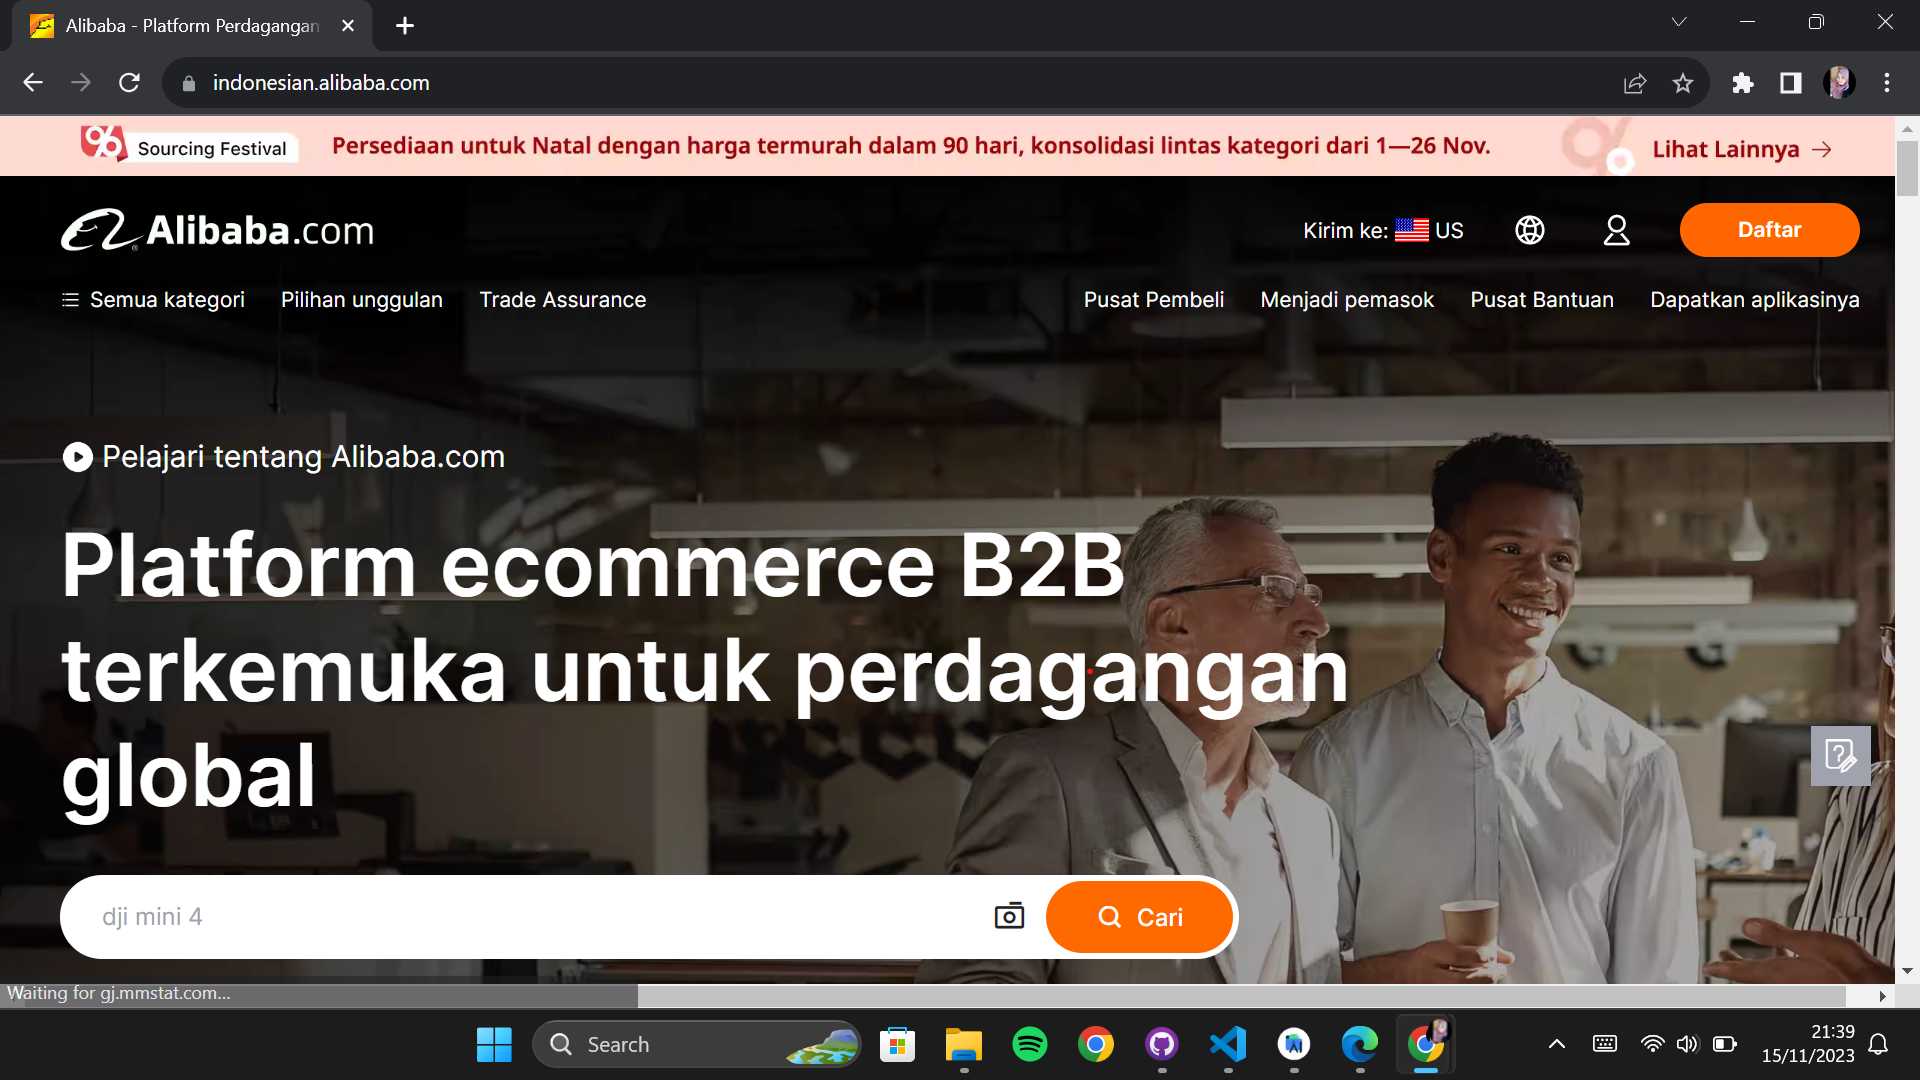 Alibaba - Platform Perdagangan
indonesian.alibaba.com
96 Sourcing Festival
Persediaan untuk Natal dengan harga termurah dalam 90 hari, konsolidasi lintas kategori dari 1—26 Nov.
Lihat Lainnya →
Alibaba.com
Kirim ke: US
Daftar
Semua kategori
Pilihan unggulan
Trade Assurance
Pusat Pembeli
Menjadi pemasok
Pusat Bantuan
Dapatkan aplikasinya
Pelajari tentang Alibaba.com
Platform ecommerce B2B
terkemuka untuk perdagangan
global
dji mini 4
Cari
Waiting for gj.mmstat.com...
Search
21:39
15/11/2023